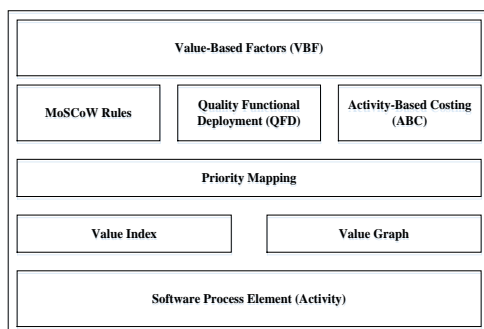 Value-Based Factors (VBF)
MoSCoW Rules
Quality Functional
Deployment (QFD)
Activity-Based Costing
(ABC)
Priority Mapping
Value Index
Value Graph
Software Process Element (Activity)